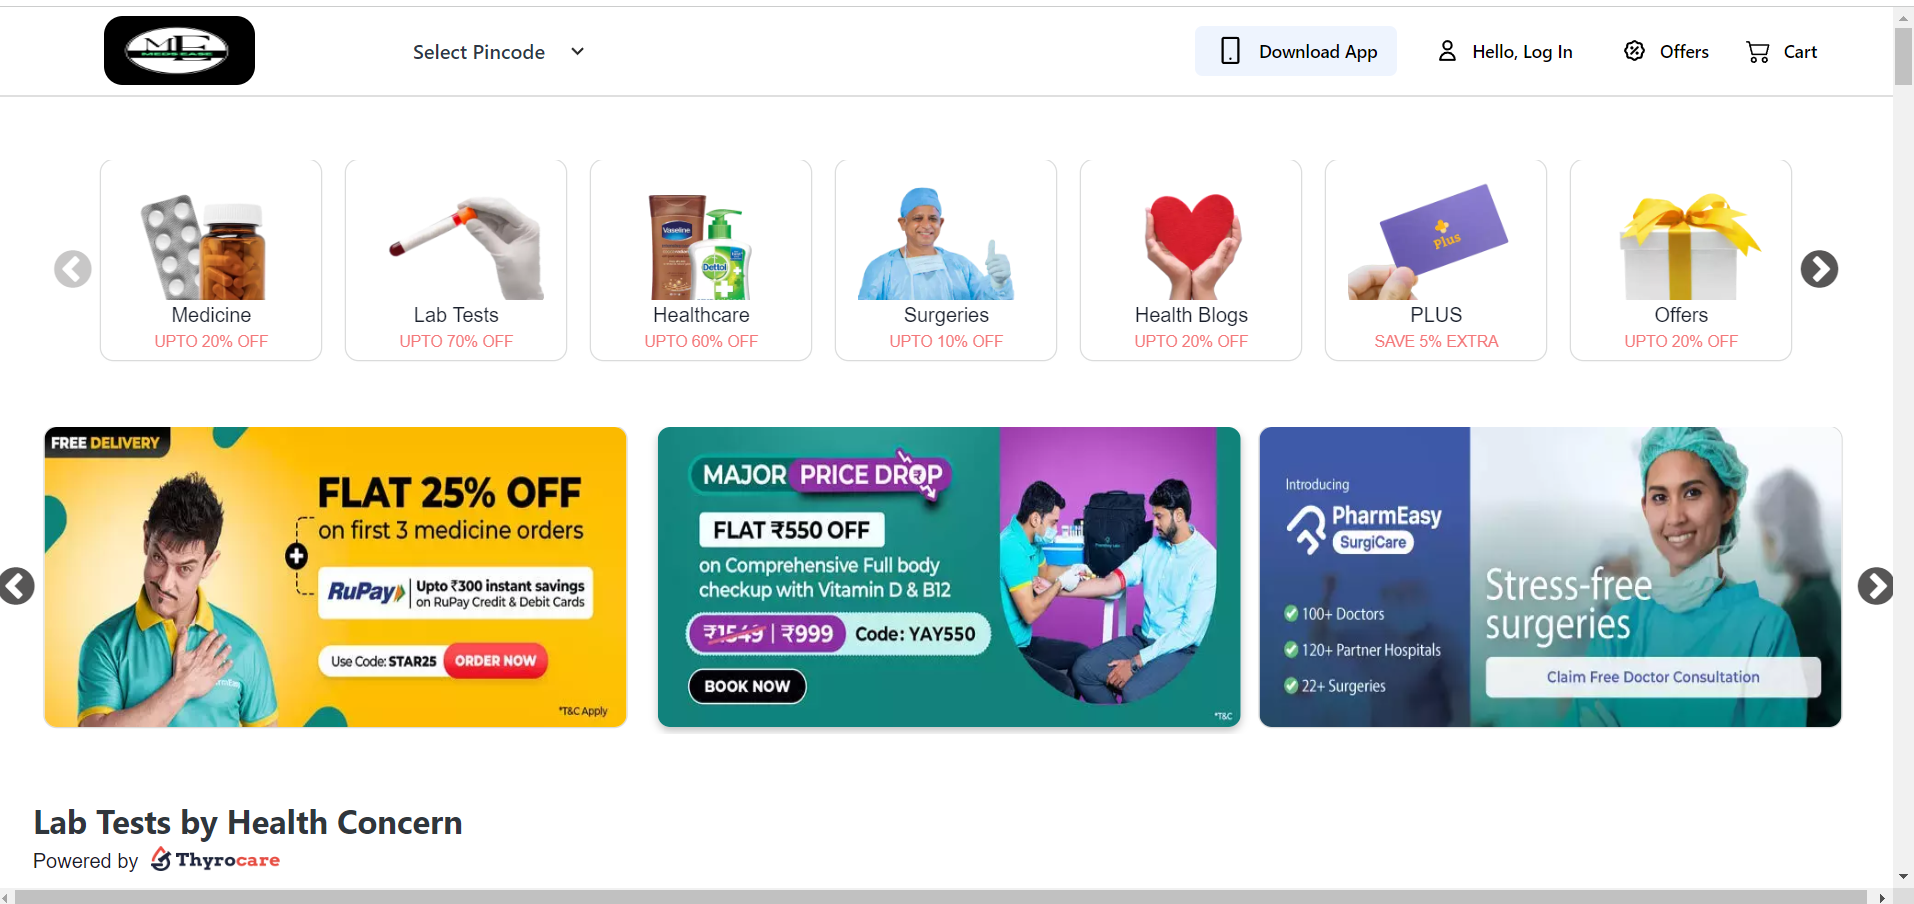 ME
MEDS EASE
Select Pincode
Download App
Hello, Log In
Offers
Cart
Vaseline
Dettol
Plus
Medicine
UPTO 20% OFF
Lab Tests
UPTO 70% OFF
Healthcare
UPTO 60% OFF
Surgeries
UPTO 10% OFF
Health Blogs
UPTO 20% OFF
PLUS
SAVE 5% EXTRA
Offers
UPTO 20% OFF
FREE DELIVERY
FLAT 25% OFF
on first 3 medicine orders
RuPay
Upto ₹300 instant savings
on RuPay Credit & Debit Cards
Use Code: STAR25
ORDER NOW
*T&C Apply
MAJOR PRICE DROP
FLAT ₹550 OFF
on Comprehensive Full body
checkup with Vitamin D & B12
₹1549 | ₹999
Code: YAY550
BOOK NOW
*T&C
Introducing
PharmEasy
SurgiCare
100+ Doctors
120+ Partner Hospitals
22+ Surgeries
Stress-free
surgeries
Claim Free Doctor Consultation
Lab Tests by Health Concern
Powered by Thyrocare